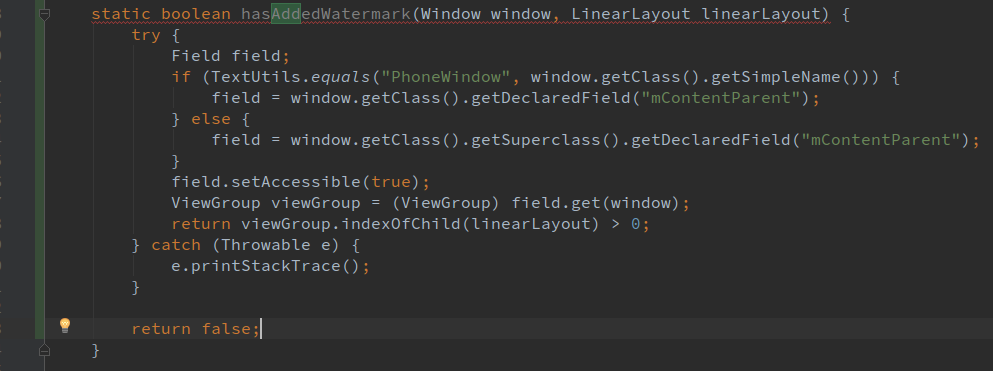 static boolean hasAddedWatermark(Window window, LinearLayout linearLayout) {
try {
Field field;
if (TextUtils.equals("PhoneWindow", window.getClass().getSimpleName())) {
field = window.getClass().getDeclaredField("mContentParent");
} else {
field = window.getClass().getSuperclass().getDeclaredField("mContentParent");
}
field.setAccessible(true);
ViewGroup viewGroup = (ViewGroup) field.get(window);
return viewGroup.indexOfChild(linearLayout) > 0;
} catch (Throwable e) {
e.printStackTrace();
}
return false;
}